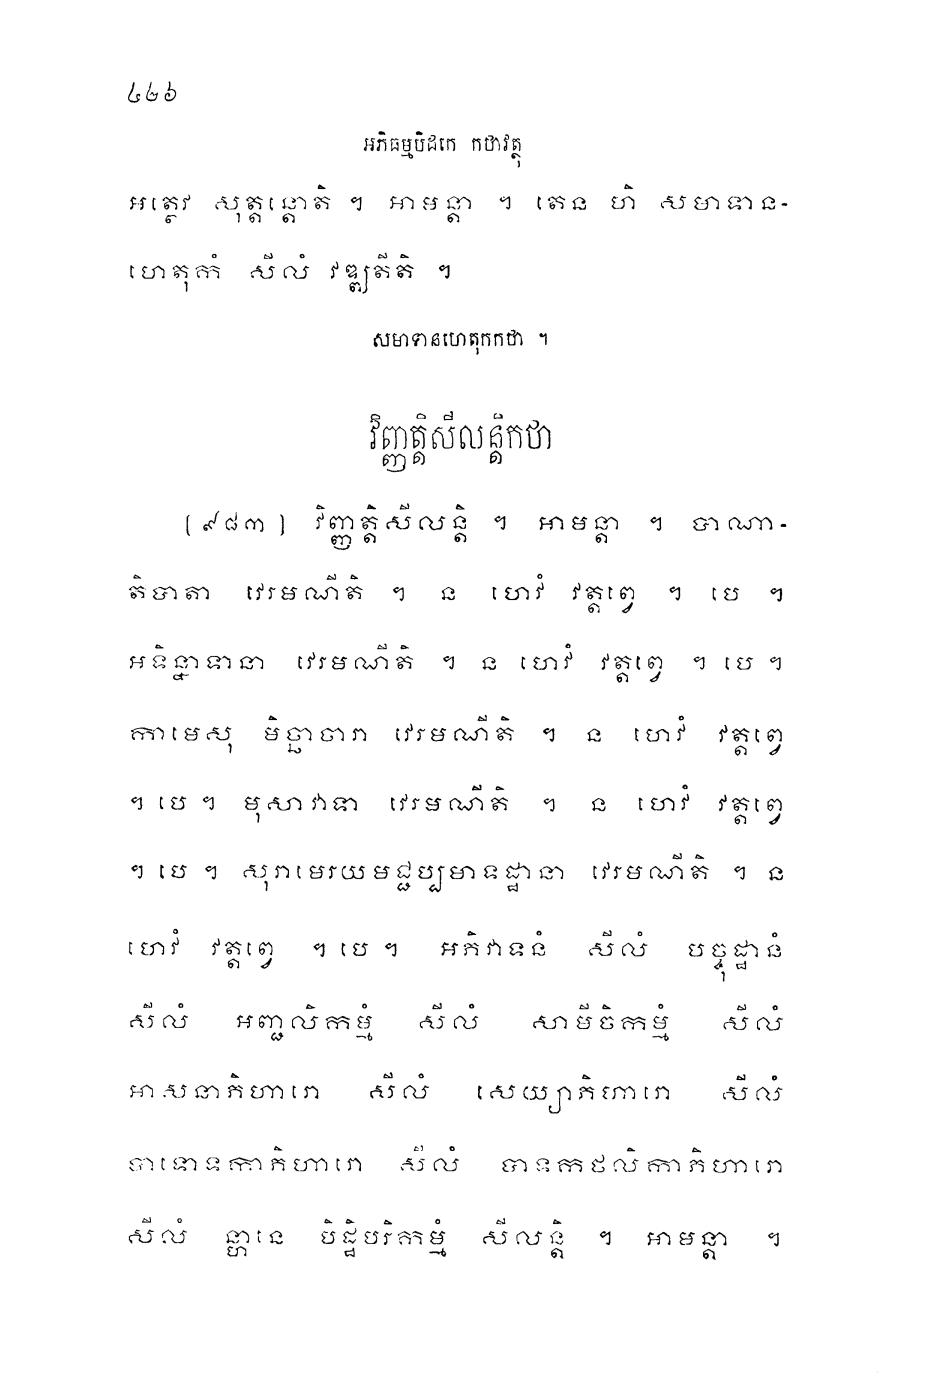 ៤២៦
អភិធម្មបិដកេ កថាវត្ថុ
អត្ថេវ សុត្តន្តោតិ ។ អាមន្តា ។ តេន ហិ សមាទាន-
ហេតុកំ សីលំ វឌ្ឍតីតិ ។
សមាទានហេតុកកថា ។
វិញ្ញត្តិសីលន្តិកថា
[៩៨៣] វិញ្ញត្តិសីលន្តិ ។ អាមន្តា ។ បាណា-
តិបាតា វេរមណីតិ ។ ន ហេវំ វត្តព្វេ ។ បេ ។
អទិន្នាទានា វេរមណីតិ ។ ន ហេវំ វត្តព្វេ ។ បេ ។
កាមេសុ មិច្ឆាចារា វេរមណីតិ ។ ន ហេវំ វត្តព្វេ
។ បេ ។ មុសាវាទា វេរមណីតិ ។ ន ហេវំ វត្តព្វេ
។ បេ ។ សុរាមេរយមជ្ជប្បមាទដ្ឋានា វេរមណីតិ ។ ន
ហេវំ វត្តព្វេ ។ បេ ។ អភិវាទនំ សីលំ បច្ចុដ្ឋានំ
សីលំ អញ្ជលិកម្មំ សីលំ សាមីចិកម្មំ សីលំ
អាសនាភិហារោ សីលំ សេយ្យាភិហារោ សីលំ
បាទោទកាភិហារោ សីលំ បាទកថលិកាភិហារោ
សីលំ ន្ហានេ បិដ្ឋិបរិកម្មំ សីលន្តិ ។ អាមន្តា ។